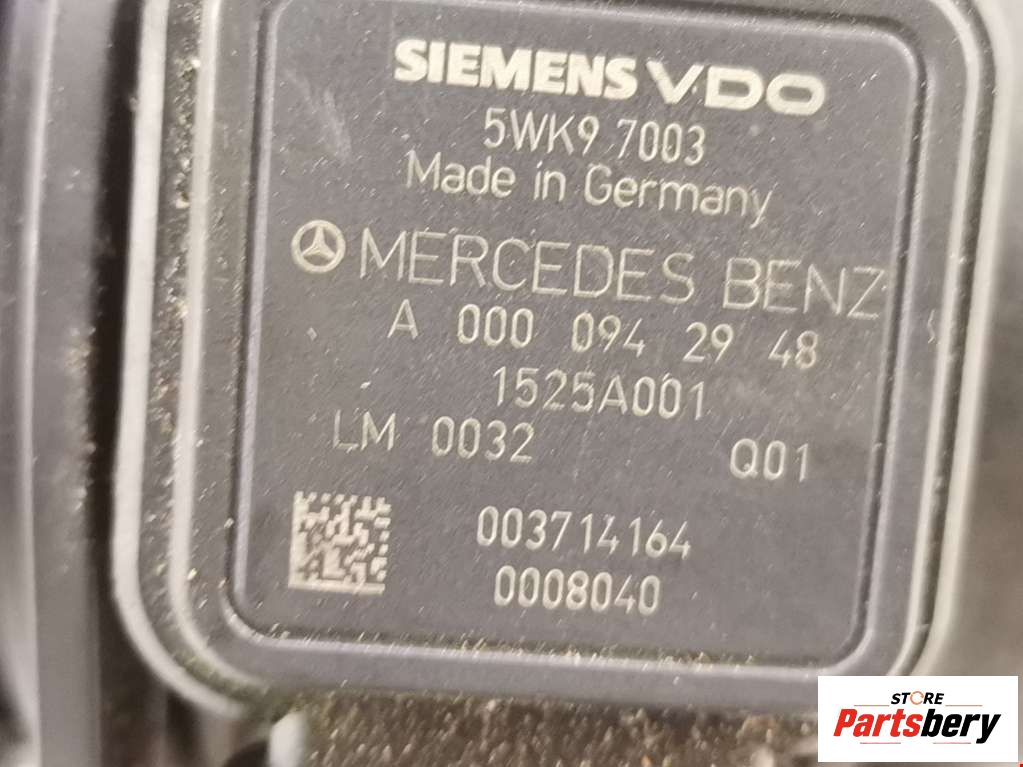 SIEMENS VDO
5WK9 7003
Made in Germany
MERCEDES BENZ
A 000 094 29 48
1525A001
LM 0032 Q01
003714164
0008040
STORE
Partsbery